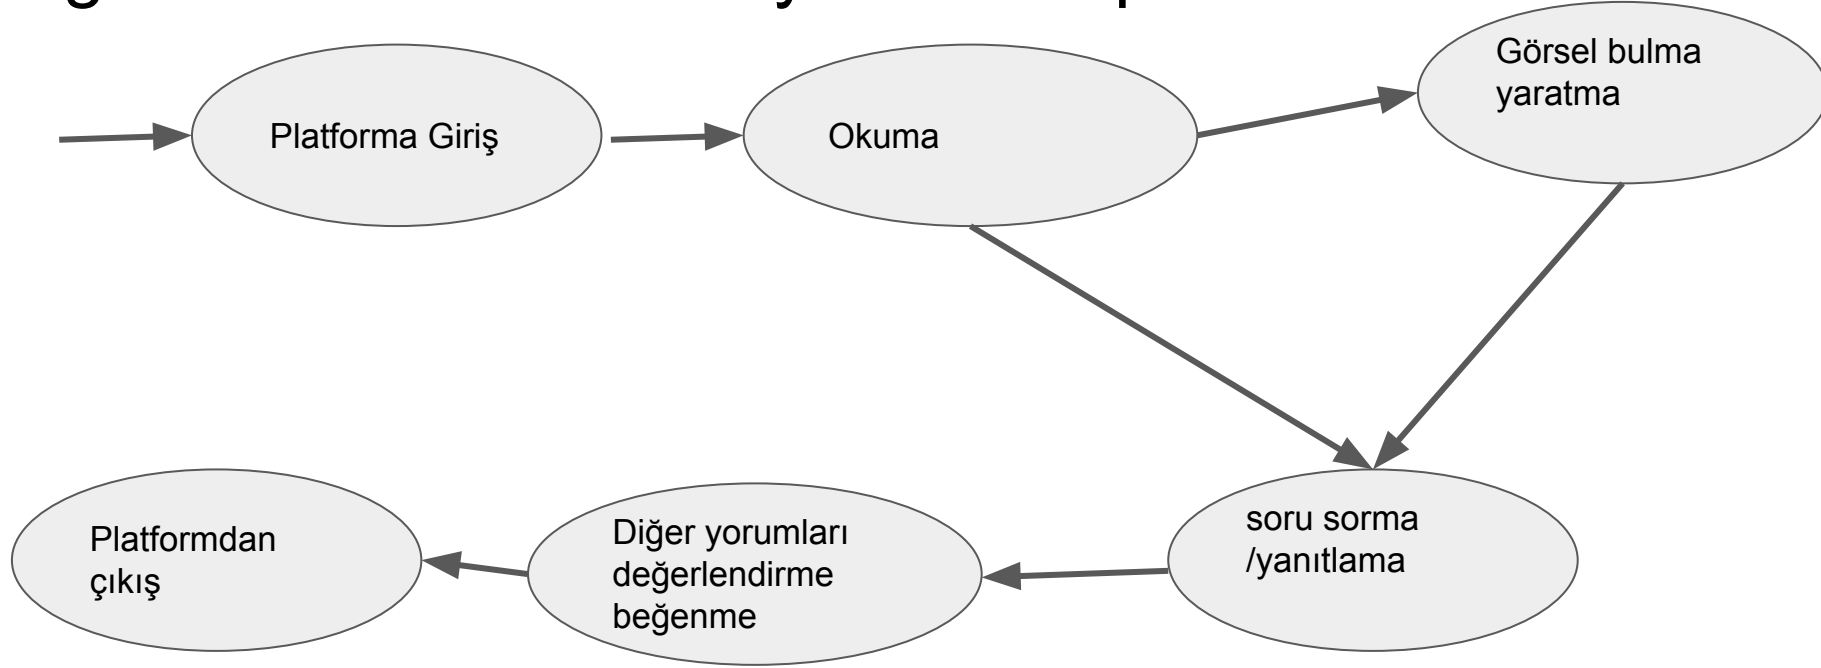 Platforma Giriş
Okuma
Görsel bulma
yaratma
soru sorma
/yanıtlama
Diğer yorumları
değerlendirme
beğenme
Platformdan
çıkış